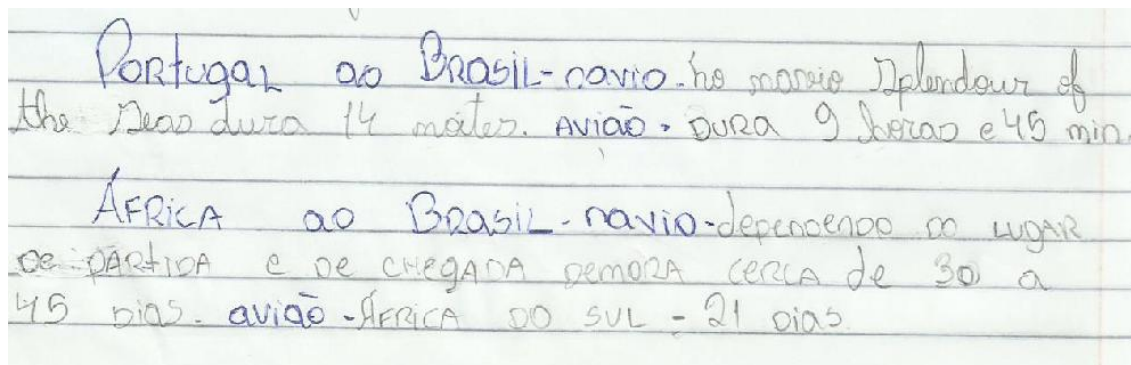 Portugal ao Brasil-navio-no navio Splendour of
the Seas dura 14 noites. AVIÃO - DURA 9 horas e 45 min.
ÁFRICA ao BRASIL-navio-dependendo do LUGAR
DE PARTIDA e DE CHEGADA DEMORA CERCA de 30 a
45 DIAS. avião-ÁFRICA DO SUL - 21 DIAS